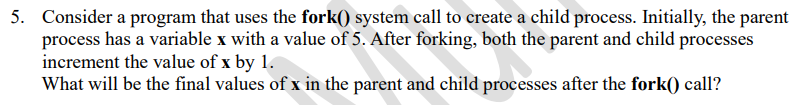 5. Consider a program that uses the fork() system call to create a child process. Initially, the parent
process has a variable x with a value of 5. After forking, both the parent and child processes
increment the value of x by 1.
What will be the final values of x in the parent and child processes after the fork() call?